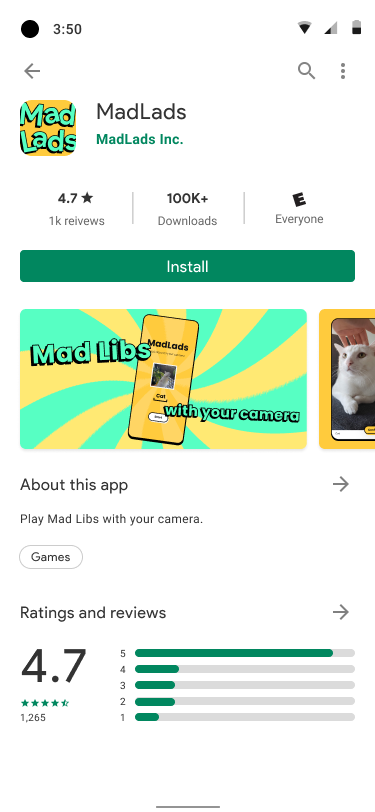 3:50
Mad
Lads
MadLads
MadLads Inc.
4.7 ★
1k reivews
100K+
Downloads
E
Everyone
Install
Mad Libs
MadLads
Cat
with your camera
About this app
Play Mad Libs with your camera.
Games
Ratings and reviews
4.7
1,265
5
4
3
2
1